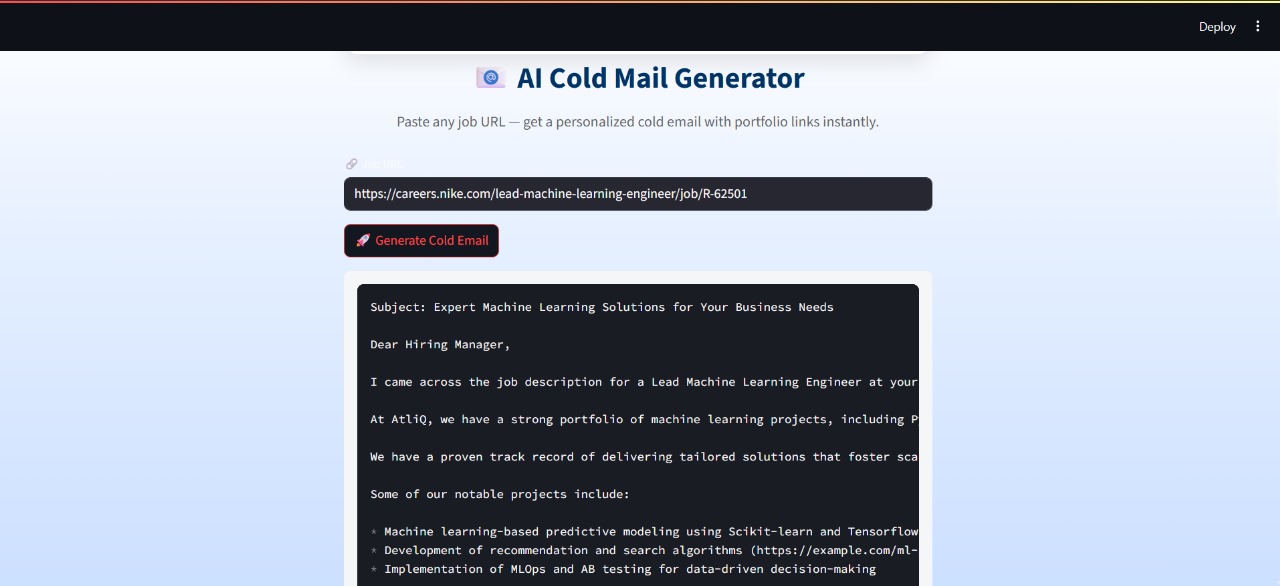 Deploy
AI Cold Mail Generator
Paste any job URL — get a personalized cold email with portfolio links instantly.
Job URL
https://careers.nike.com/lead-machine-learning-engineer/job/R-62501
Generate Cold Email
Subject: Expert Machine Learning Solutions for Your Business Needs
Dear Hiring Manager,
I came across the job description for a Lead Machine Learning Engineer at your
At AtliQ, we have a strong portfolio of machine learning projects, including
We have a proven track record of delivering tailored solutions that foster sca
Some of our notable projects include:
* Machine learning-based predictive modeling using Scikit-learn and Tensorflow
* Development of recommendation and search algorithms (https://example.com/ml-
* Implementation of MLOps and AB testing for data-driven decision-making